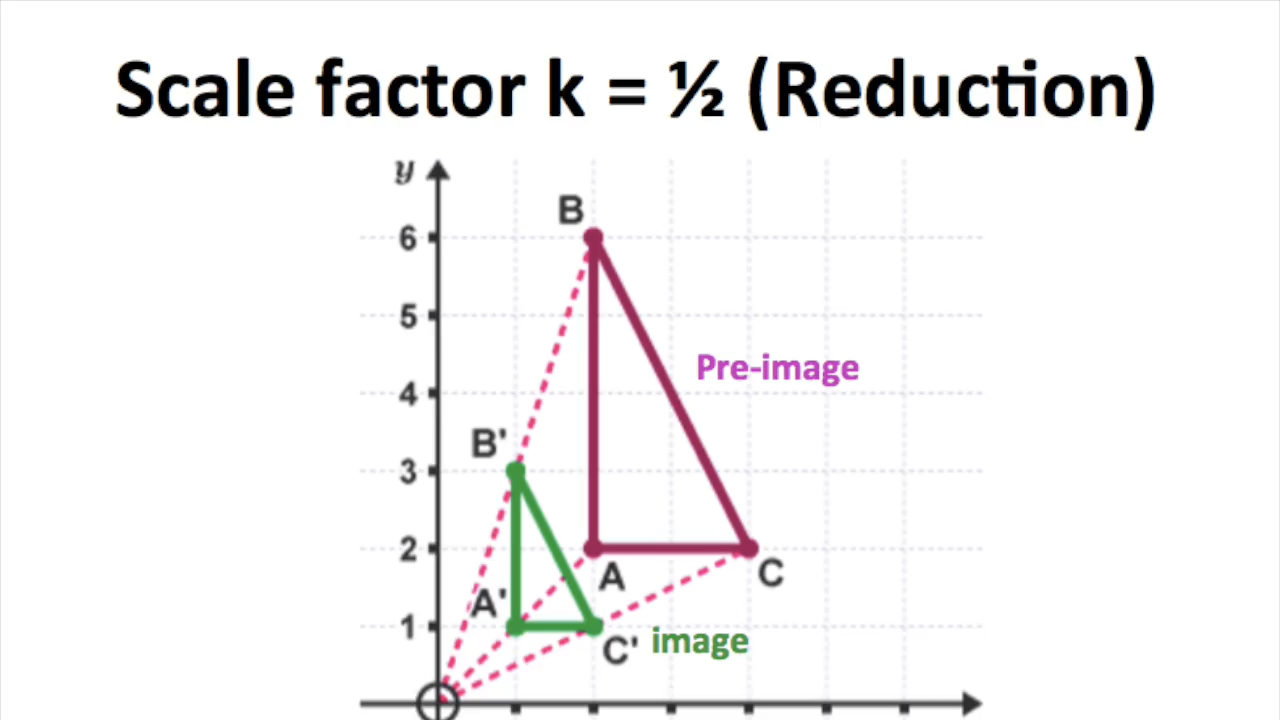 Scale factor k = ½ (Reduction)
y
B
6
5
Pre-image
4
B'
3
2
A
C
A'
1
C'
image